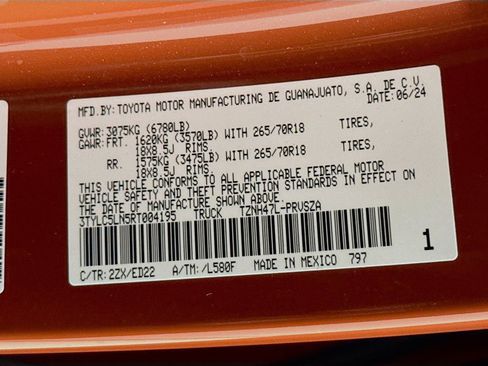 MFD.BY:TOYOTA MOTOR MANUFACTURING DE GUANAJUATO, S.A. DE C.V.
DATE: 06/24
GVWR: 3075KG (6780LB)
GAWR: FRT. 1620KG (3570LB) WITH 265/70R18 TIRES,
18X8.5J RIMS.
RR. 1575KG (3475LB) WITH 265/70R18 TIRES,
18X8.5J RIMS.
THIS VEHICLE CONFORMS TO ALL APPLICABLE FEDERAL MOTOR
VEHICLE SAFETY AND THEFT PREVENTION STANDARDS IN EFFECT ON
THE DATE OF MANUFACTURE SHOWN ABOVE.
3TYLC5LN5RT004195 TRUCK TZNH47L-PRVSZA
1
C/TR:2ZX/ED22 A/TM:/L580F MADE IN MEXICO 797